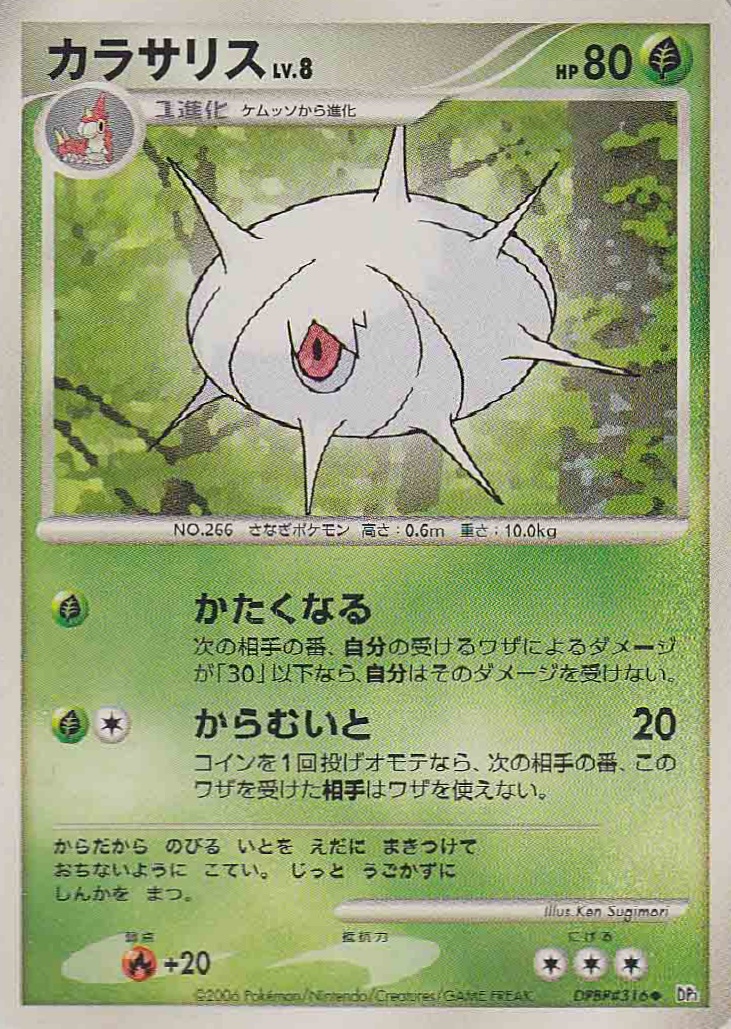 カラサリス LV.8 HP 80
1進化 ケムッソから進化
NO.266 さなぎポケモン 高さ：0.6m 重さ：10.0kg
かたくなる
次の相手の番、自分の受けるワザによるダメージ
が「30」以下なら、自分はそのダメージを受けない。
からむいと 20
コインを1回投げオモテなら、次の相手の番、この
ワザを受けた相手はワザを使えない。
からだから のびる いとを えだに まきつけて
おちないように こてい。 じっと うごかずに
しんかを まつ。
Illus. Ken Sugimori
弱点 抵抗力 にげる
+20
©2006 Pokémon/Nintendo/Creatures/GAME FREAK. DPBP#316◆ DP1